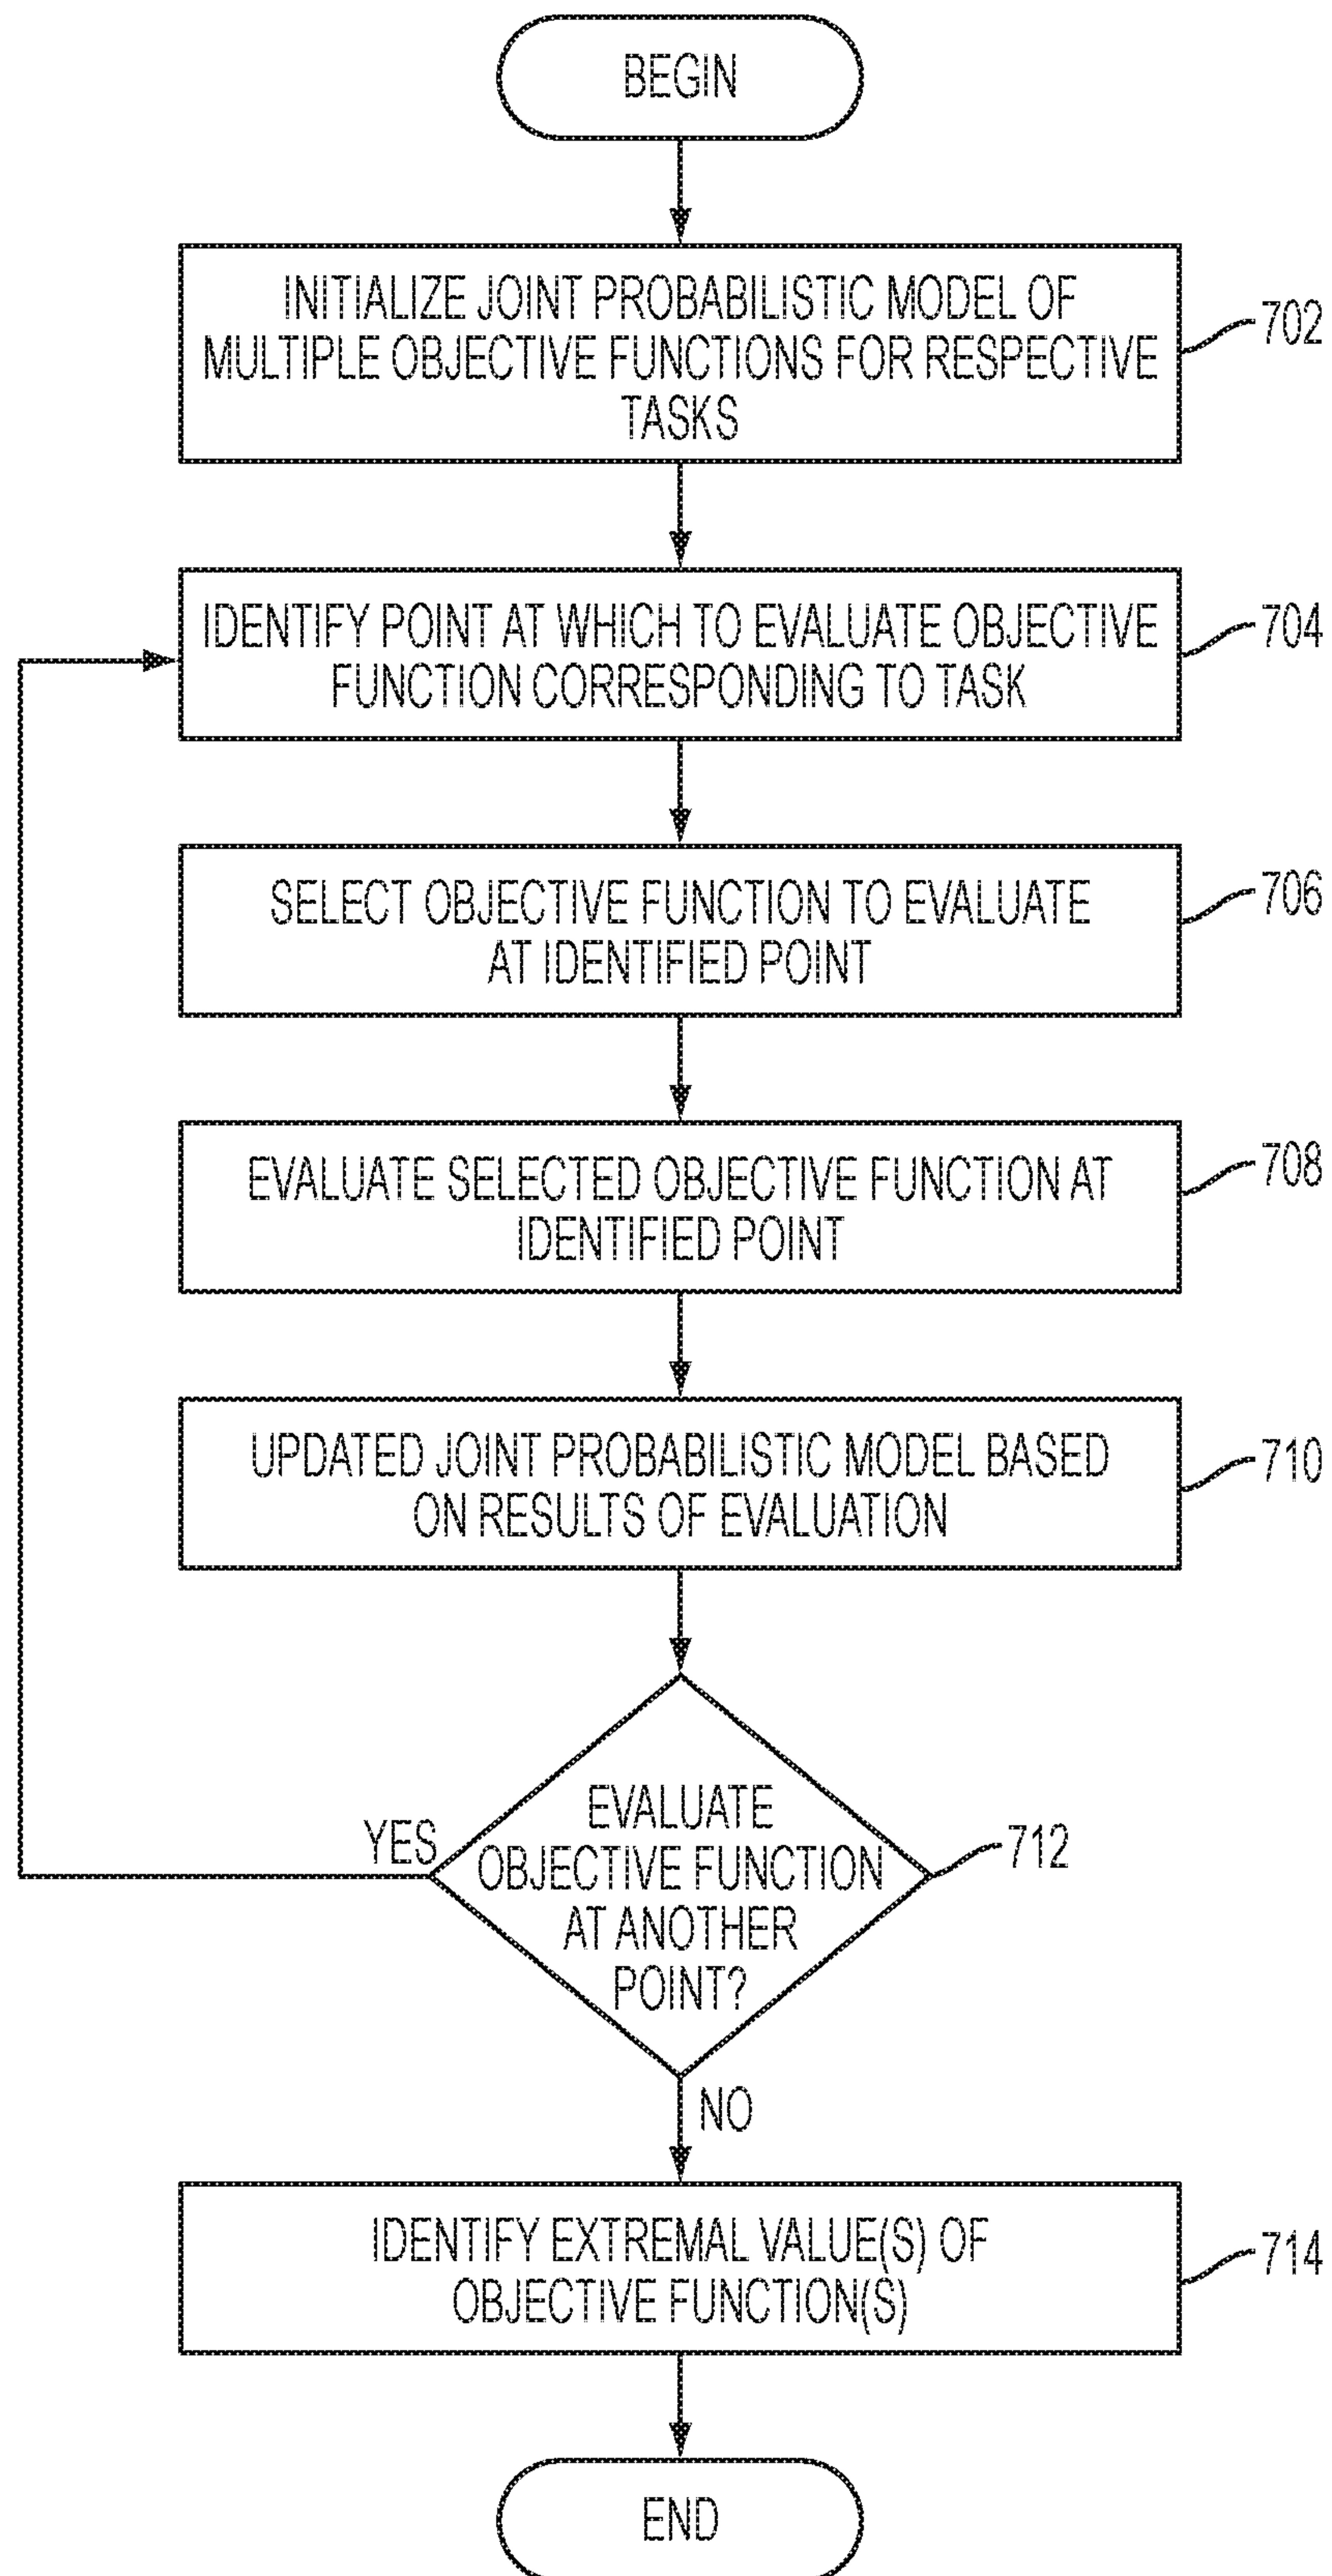 BEGIN
INITIALIZE JOINT PROBABILISTIC MODEL OF
MULTIPLE OBJECTIVE FUNCTIONS FOR RESPECTIVE
TASKS
702
IDENTIFY POINT AT WHICH TO EVALUATE OBJECTIVE
FUNCTION CORRESPONDING TO TASK
704
SELECT OBJECTIVE FUNCTION TO EVALUATE
AT IDENTIFIED POINT
706
EVALUATE SELECTED OBJECTIVE FUNCTION AT
IDENTIFIED POINT
708
UPDATED JOINT PROBABILISTIC MODEL BASED
ON RESULTS OF EVALUATION
710
EVALUATE
OBJECTIVE FUNCTION
AT ANOTHER
POINT?
712
YES
NO
IDENTIFY EXTREMAL VALUE(S) OF
OBJECTIVE FUNCTION(S)
714
END